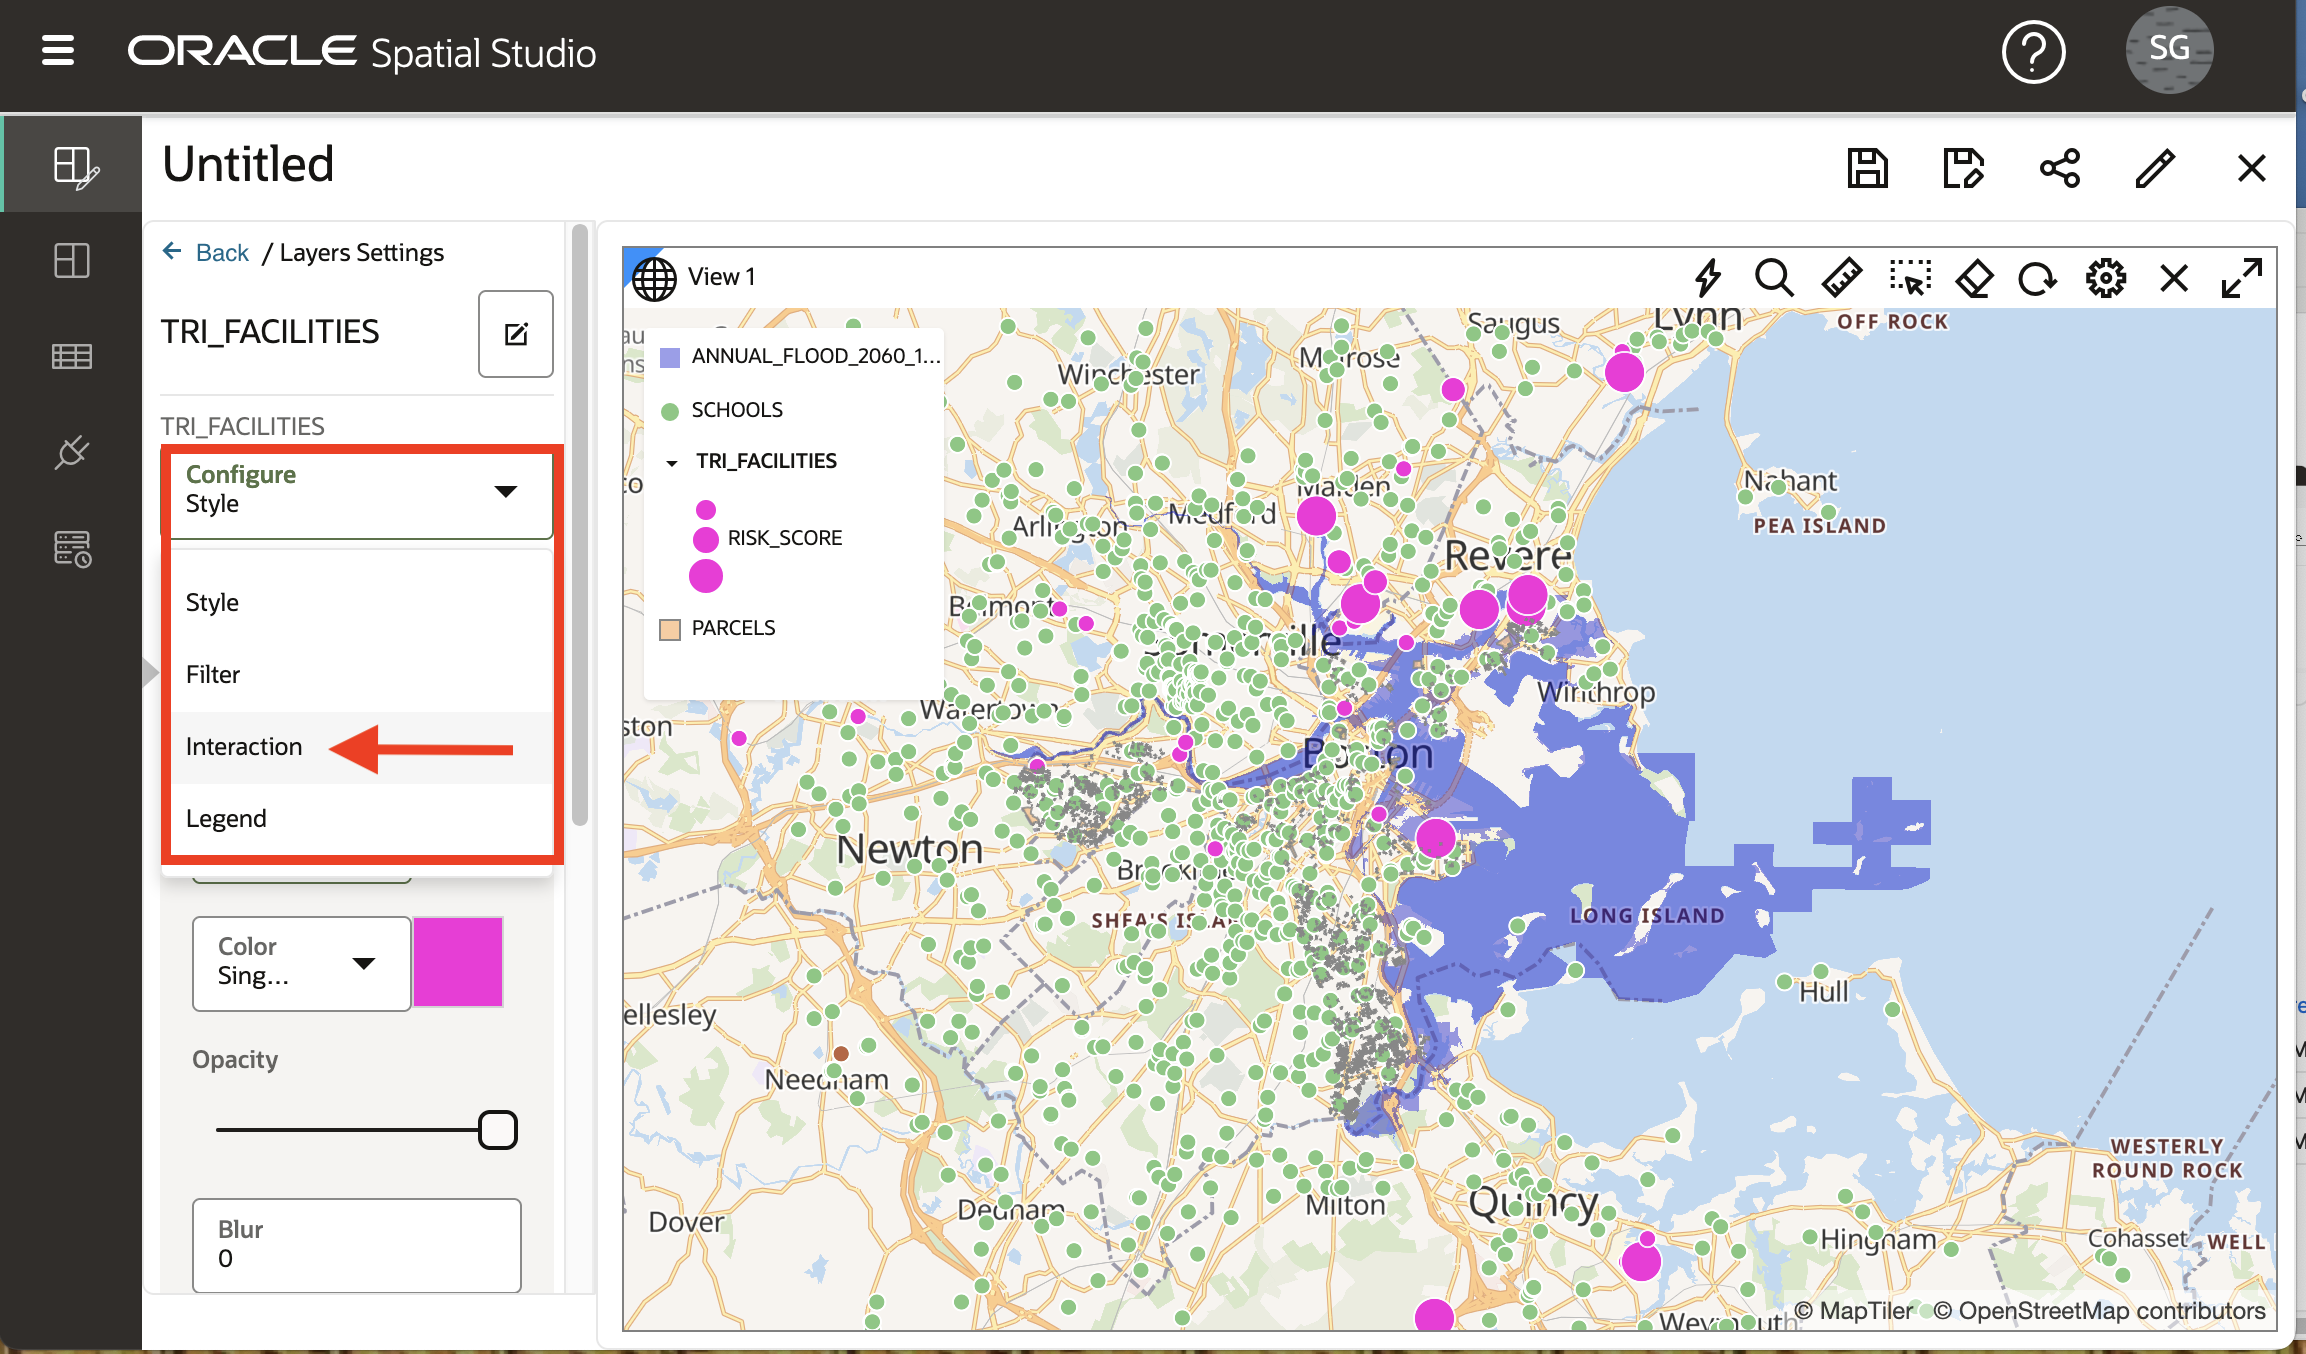 ORACLE Spatial Studio
SG
Untitled
Back / Layers Settings
TRI_FACILITIES
TRI_FACILITIES
Configure
Style
Style
Filter
Interaction
Legend
Color
Sing...
Opacity
Blur
0
View 1
ANNUAL_FLOOD_2060_1...
SCHOOLS
TRI_FACILITIES
RISK_SCORE
PARCELS
Saugus
Lynn
OFF ROCK
Winchester
Melrose
Malden
Nahant
PEA ISLAND
Arlington
Medford
Revere
Belmont
Somerville
Winthrop
Watertown
ston
Boston
Newton
SHEA'S
LONG ISLAND
ellesley
Hull
Needham
WESTERLY
ROUND ROCK
Dover
Dedham
Milton
Quincy
Hingham
Cohasset
WELL
Weymouth
© MapTiler © OpenStreetMap contributors